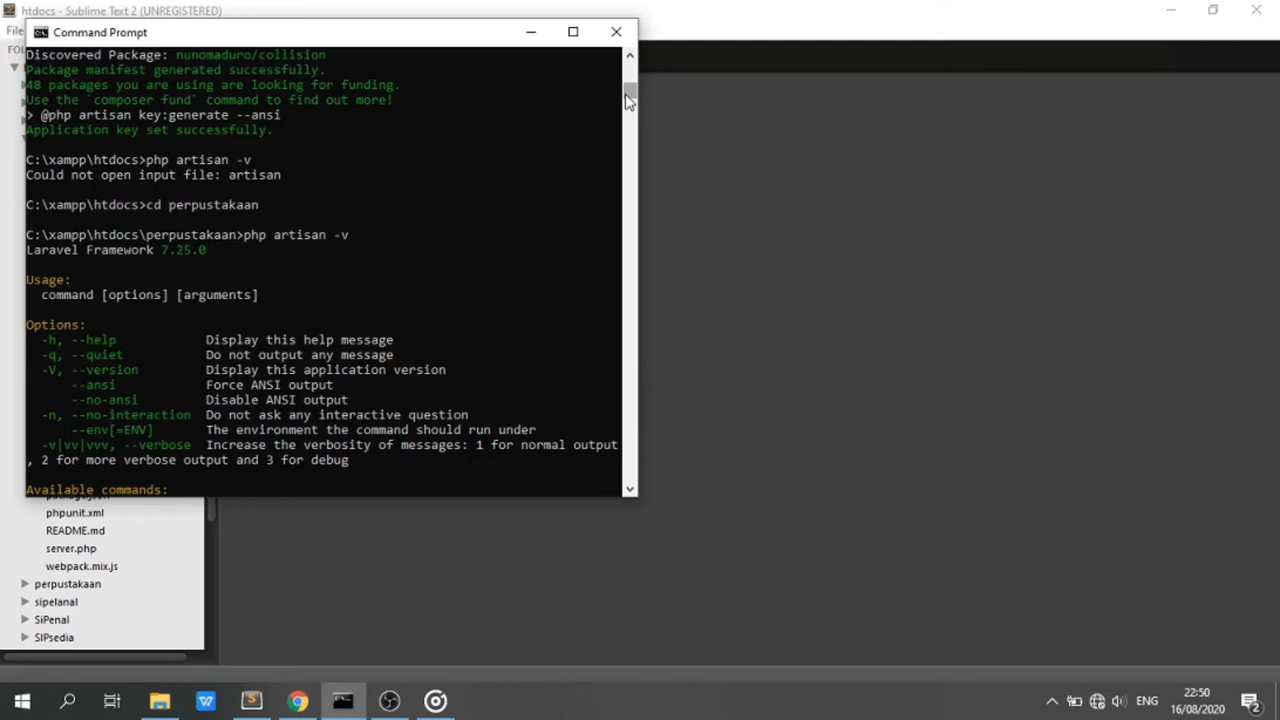 htdocs - Sublime Text 2 (UNREGISTERED)
File
Command Prompt
Discovered Package: nunomaduro/collision
Package manifest generated successfully.
48 packages you are using are looking for funding.
Use the `composer fund` command to find out more!
> @php artisan key:generate --ansi
Application key set successfully.
C:\xampp\htdocs>php artisan -v
Could not open input file: artisan
C:\xampp\htdocs>cd perpustakaan
C:\xampp\htdocs\perpustakaan>php artisan -v
Laravel Framework 7.25.0
Usage:
command [options] [arguments]
Options:
-h, --help Display this help message
-q, --quiet Do not output any message
-V, --version Display this application version
--ansi Force ANSI output
--no-ansi Disable ANSI output
-n, --no-interaction Do not ask any interactive question
--env[=ENV] The environment the command should run under
-v|vv|vvv, --verbose Increase the verbosity of messages: 1 for normal output
, 2 for more verbose output and 3 for debug
Available commands:
phpunit.xml
README.md
server.php
webpack.mix.js
perpustakaan
sipelanal
SiPenal
SIPsedia
ENG
22:50
16/08/2020
2